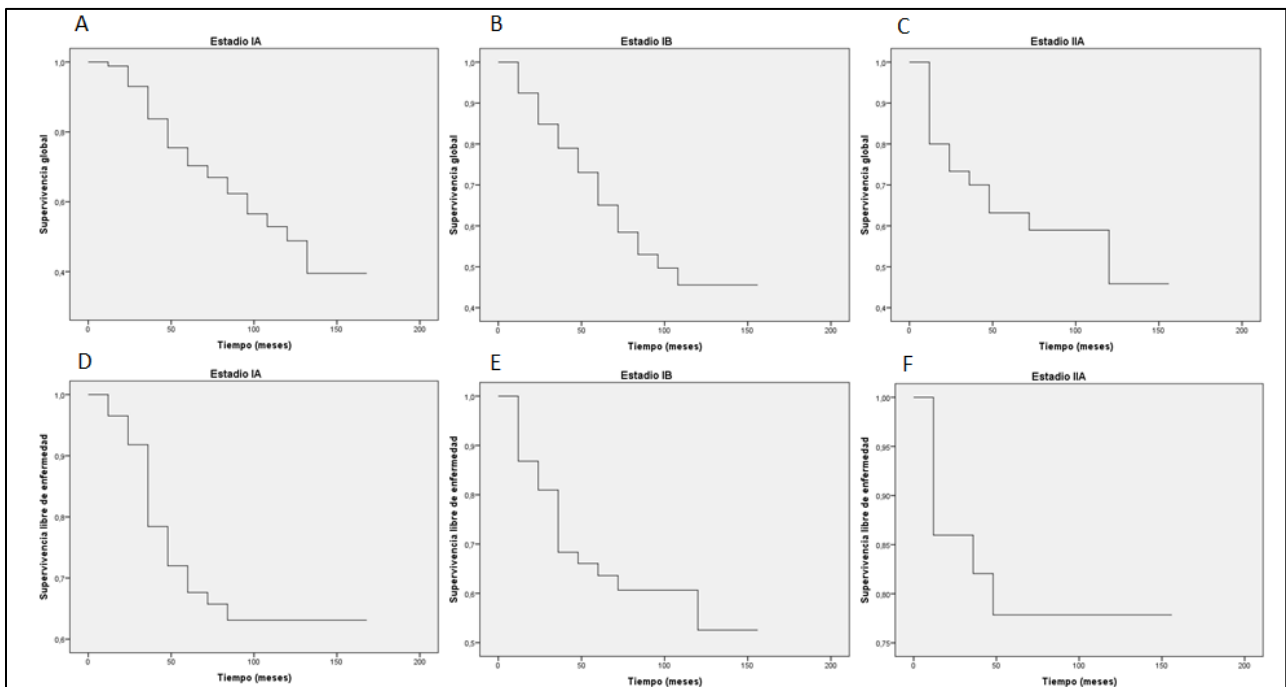 A
Estadio IA
Supervivencia global
1,0
0,8
0,6
0,4
0 50 100 150 200
Tiempo (meses)
B
Estadio IB
Supervivencia global
1,0
0,9
0,8
0,7
0,6
0,5
0,4
0 50 100 150 200
Tiempo (meses)
C
Estadio IIA
Supervivencia global
1,0
0,9
0,8
0,7
0,6
0,5
0,4
0 50 100 150 200
Tiempo (meses)
D
Estadio IA
Supervivencia libre de enfermedad
1,0
0,9
0,8
0,7
0,6
0 50 100 150 200
Tiempo (meses)
E
Estadio IB
Supervivencia libre de enfermedad
1,0
0,9
0,8
0,7
0,6
0,5
0 50 100 150 200
Tiempo (meses)
F
Estadio IIA
Supervivencia libre de enfermedad
1,00
0,95
0,90
0,85
0,80
0,75
0 50 100 150 200
Tiempo (meses)